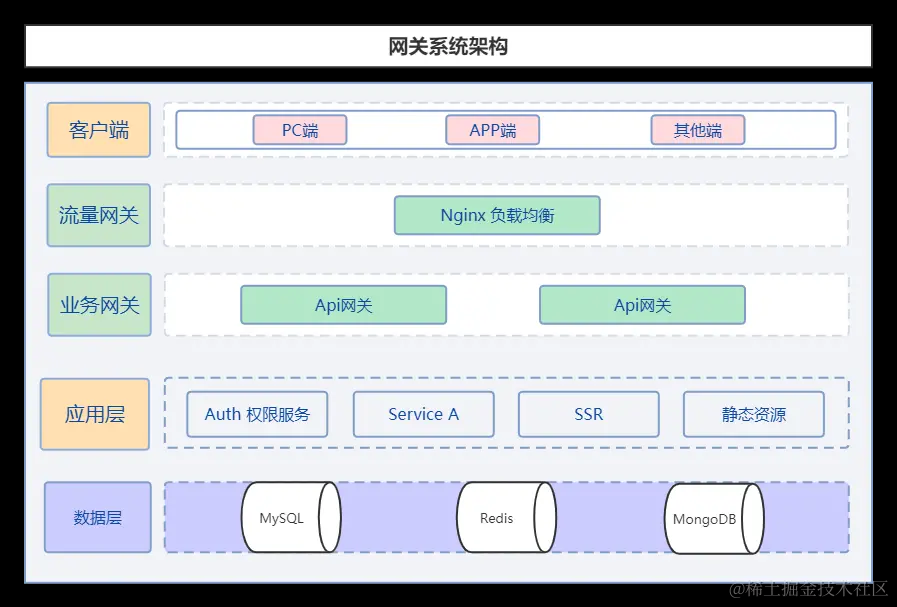 网关系统架构
客户端
PC端
APP端
其他端
流量网关
Nginx 负载均衡
业务网关
Api网关
Api网关
应用层
Auth 权限服务
Service A
SSR
静态资源
数据层
MySQL
Redis
MongoDB
@稀土掘金技术社区